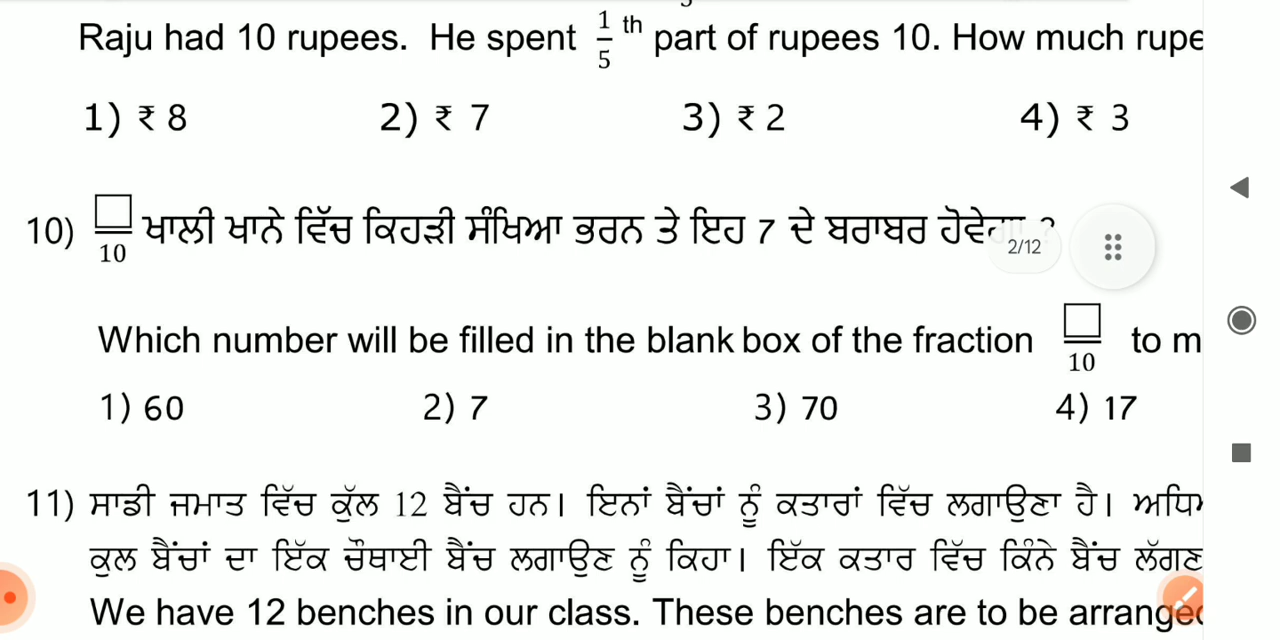 Raju had 10 rupees. He spent 1/5 th part of rupees 10. How much rupe
1) ₹ 8 2) ₹ 7 3) ₹ 2 4) ₹ 3
10) □/10 ਖਾਲੀ ਖਾਨੇ ਵਿੱਚ ਕਿਹੜੀ ਸੰਖਿਆ ਭਰਨ ਤੇ ਇਹ 7 ਦੇ ਬਰਾਬਰ ?
2/12
Which number will be filled in the blank box of the fraction □/10 to m
1) 60 2) 7 3) 70 4) 17
11) ਸਾਡੀ ਜਮਾਤ ਵਿੱਚ ਕੁੱਲ 12 ਬੈਂਚ ਹਨ। ਇਨਾਂ ਬੈਂਚਾਂ ਨੂੰ ਕਤਾਰਾਂ ਵਿੱਚ ਲਗਾਉਣਾ ਹੈ।
ਕੁਲ ਬੈਂਚਾਂ ਦਾ ਇੱਕ ਚੌਥਾਈ ਬੈਂਚ ਲਗਾਉਣ ਨੂੰ ਕਿਹਾ। ਇੱਕ ਕਤਾਰ ਵਿੱਚ ਕਿੰਨੇ ਬੈਂਚ ਲੱਗਣ
We have 12 benches in our class. These benches are to be arranged